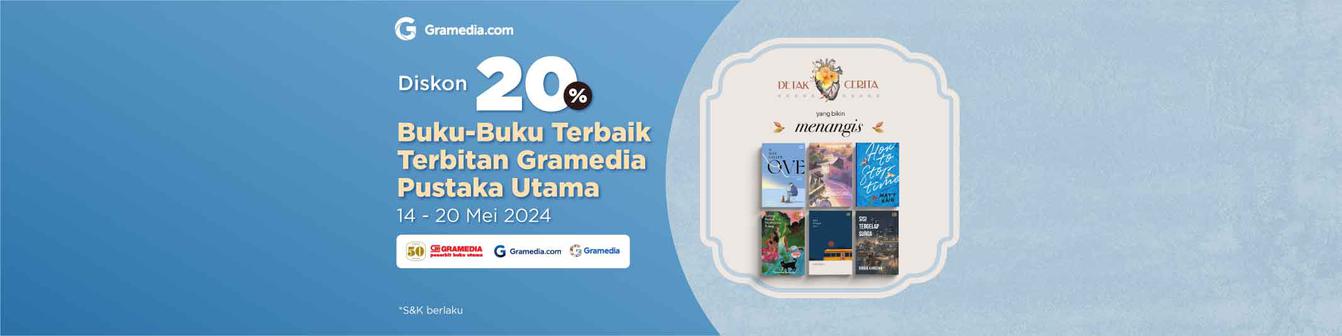 Gramedia.com
Diskon 20%
Buku-Buku Terbaik
Terbitan Gramedia
Pustaka Utama
14 - 20 Mei 2024
50 GRAMEDIA penerbit buku utama Gramedia.com Gramedia
*S&K berlaku
DETAK CERITA
yang bikin
menangis
OVE
How
to
Stop
time
MATT
HAIG
SISI
TERGELAP
SURGA